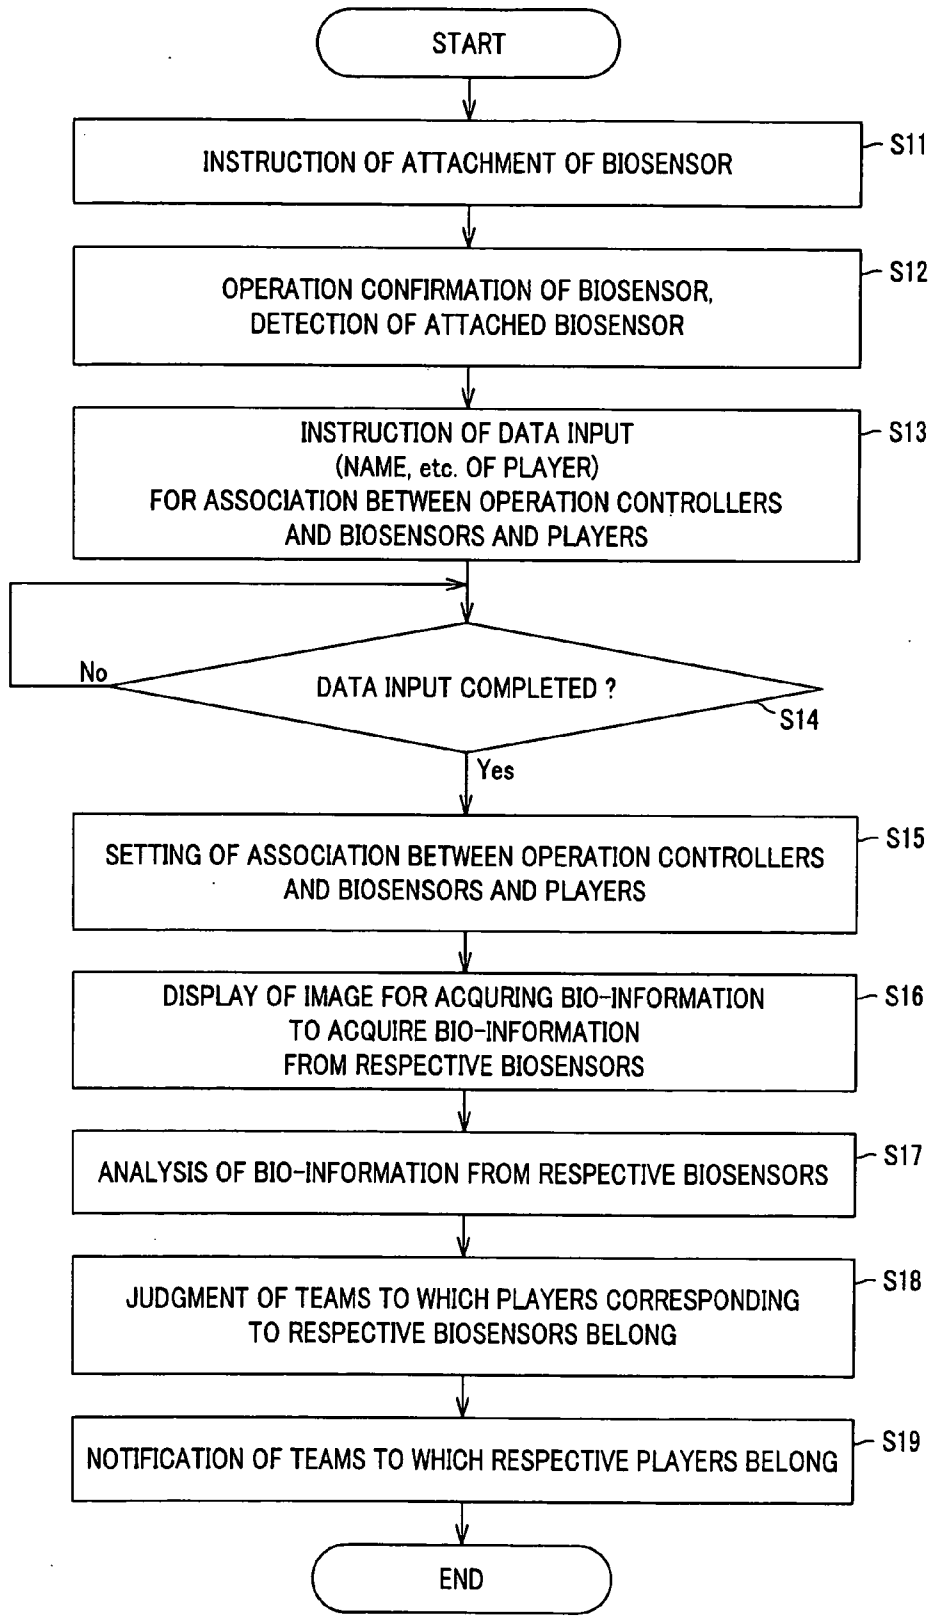 START
INSTRUCTION OF ATTACHMENT OF BIOSENSOR
S11
OPERATION CONFIRMATION OF BIOSENSOR,
DETECTION OF ATTACHED BIOSENSOR
S12
INSTRUCTION OF DATA INPUT
(NAME, etc. OF PLAYER)
FOR ASSOCIATION BETWEEN OPERATION CONTROLLERS
AND BIOSENSORS AND PLAYERS
S13
No
DATA INPUT COMPLETED ?
S14
Yes
SETTING OF ASSOCIATION BETWEEN OPERATION CONTROLLERS
AND BIOSENSORS AND PLAYERS
S15
DISPLAY OF IMAGE FOR ACQURING BIO-INFORMATION
TO ACQUIRE BIO-INFORMATION
FROM RESPECTIVE BIOSENSORS
S16
ANALYSIS OF BIO-INFORMATION FROM RESPECTIVE BIOSENSORS
S17
JUDGMENT OF TEAMS TO WHICH PLAYERS CORRESPONDING
TO RESPECTIVE BIOSENSORS BELONG
S18
NOTIFICATION OF TEAMS TO WHICH RESPECTIVE PLAYERS BELONG
S19
END